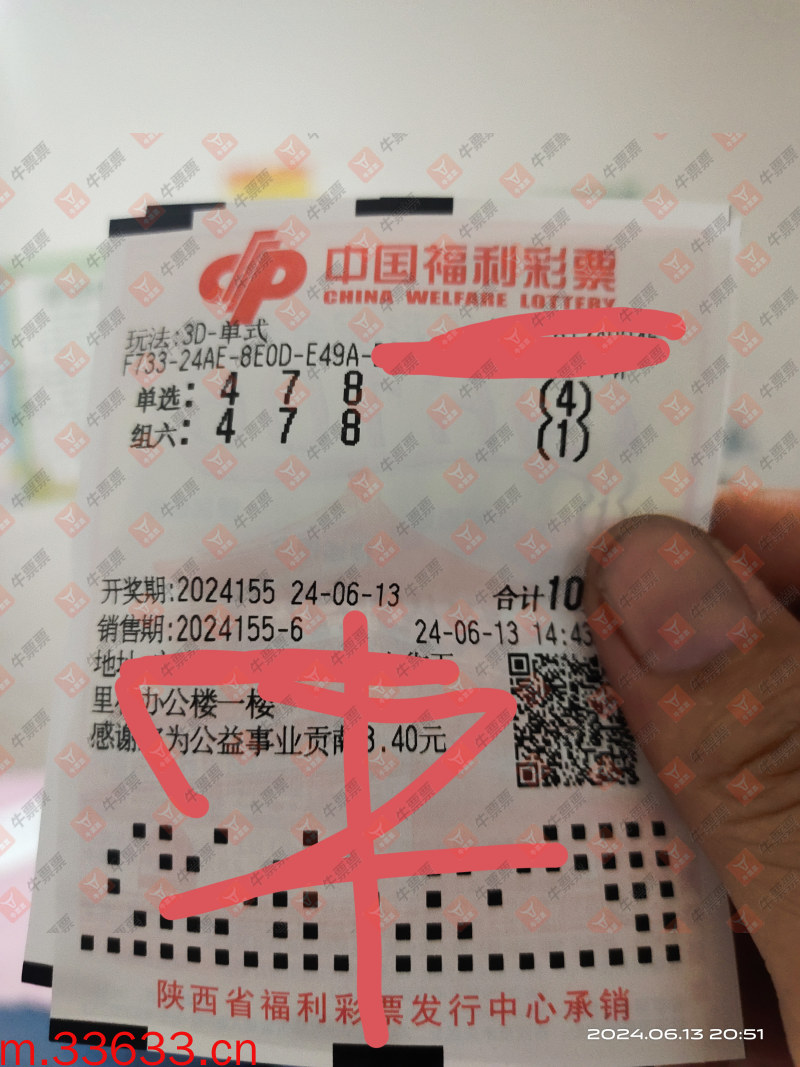 中国福利彩票
CHINA WELFARE LOTTERY
玩法:3D-单式
F733-24AE-8E0D-E49A-
单选: 4 7 8 (4)
组六: 4 7 8 (1)
开奖期:2024155 24-06-13 合计10
销售期:2024155-6 24-06-13 14:43
地址
里 办公楼一楼
感谢 为公益事业贡献3.40元
陕西省福利彩票发行中心承销
2024.06.13 20:51
m.33633.cn
牛票票